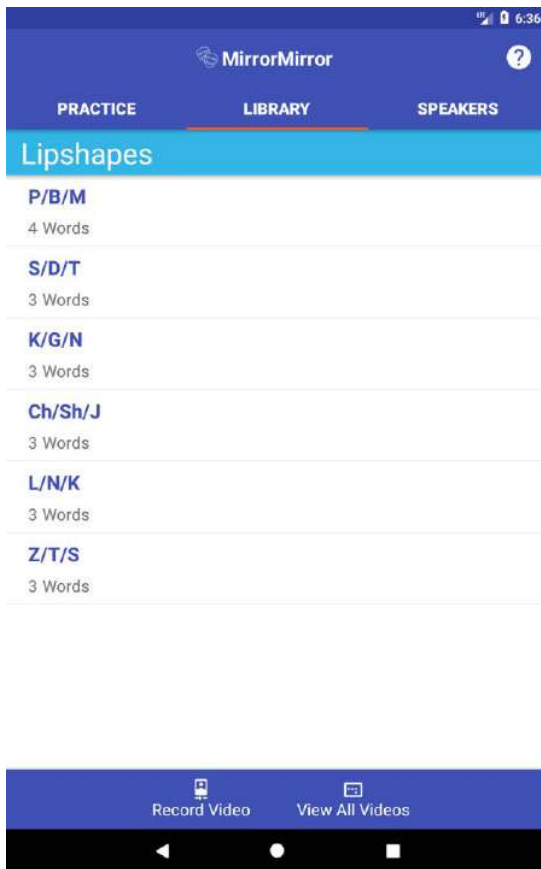 LTE 6:36
MirrorMirror ?
PRACTICE LIBRARY SPEAKERS
Lipshapes
P/B/M
4 Words
S/D/T
3 Words
K/G/N
3 Words
Ch/Sh/J
3 Words
L/N/K
3 Words
Z/T/S
3 Words
Record Video View All Videos